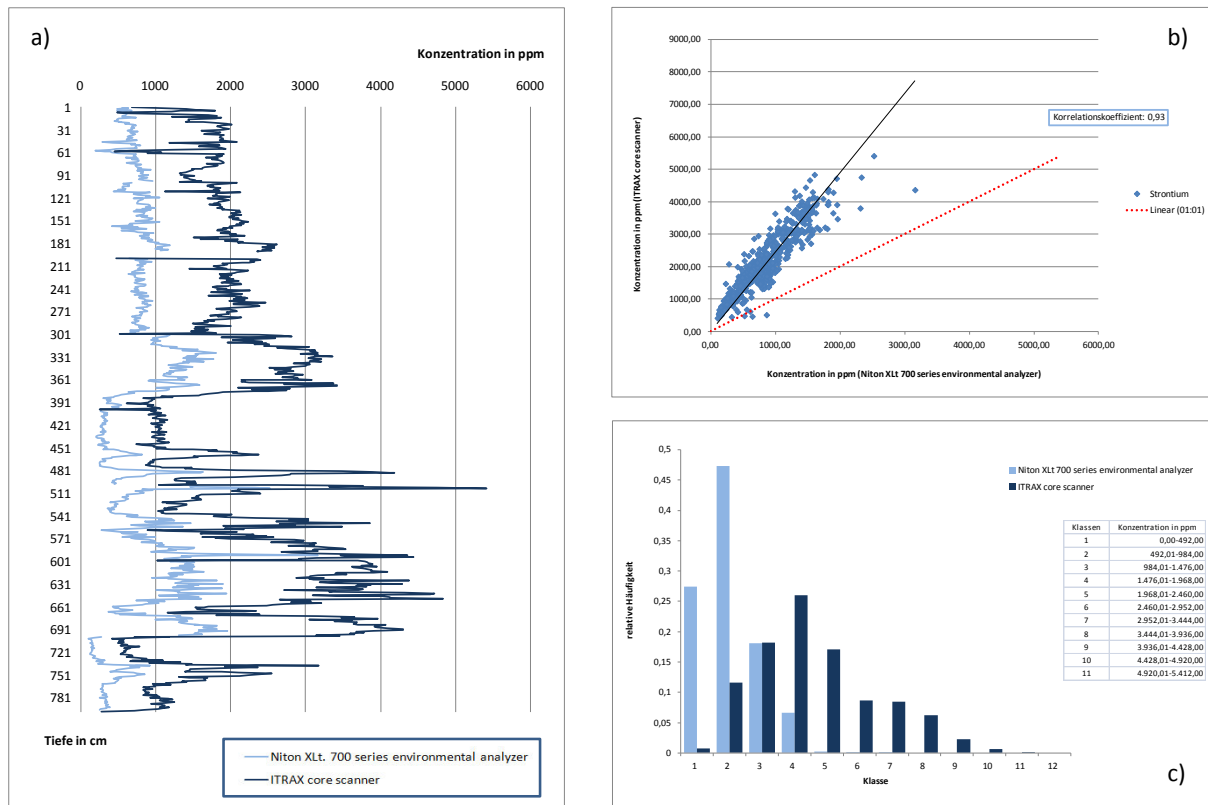 a)
Konzentration in ppm
0 1000 2000 3000 4000 5000 6000
1
31
61
91
121
151
181
211
241
271
301
331
361
391
421
451
481
511
541
571
601
631
661
691
721
751
781
Tiefe in cm
Niton XLt. 700 series environmental analyzer
ITRAX core scanner
b)
9000,00
8000,00
7000,00
6000,00
5000,00
4000,00
3000,00
2000,00
1000,00
0,00
Konzentration in ppm (ITRAX core scanner)
Korrelationskoeffizient: 0,93
Strontium
Linear (01:01)
0,00 1000,00 2000,00 3000,00 4000,00 5000,00 6000,00
Konzentration in ppm (Niton XLt 700 series environmental analyzer)
0,5
0,45
0,4
0,35
0,3
0,25
0,2
0,15
0,1
0,05
0
relative Häufigkeit
Niton XLt 700 series environmental analyzer
ITRAX core scanner
Klassen Konzentration in ppm
1 0,00-492,00
2 492,01-984,00
3 984,01-1.476,00
4 1.476,01-1.968,00
5 1.968,01-2.460,00
6 2.460,01-2.952,00
7 2.952,01-3.444,00
8 3.444,01-3.936,00
9 3.936,01-4.428,00
10 4.428,01-4.920,00
11 4.920,01-5.412,00
1 2 3 4 5 6 7 8 9 10 11 12
Klasse
c)